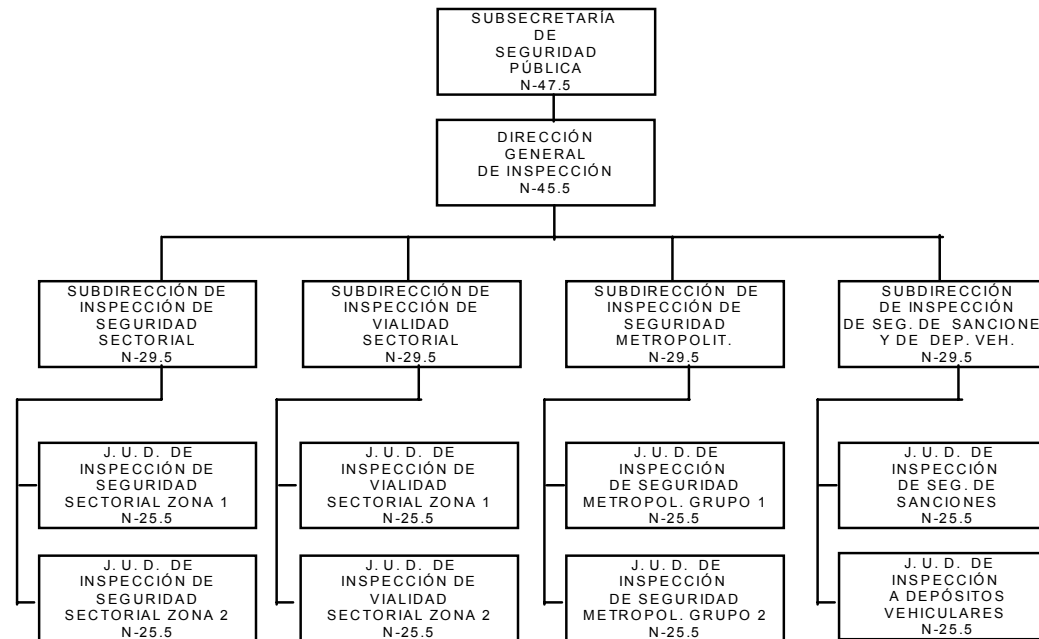 SUBSECRETARÍA
DE
SEGURIDAD
PÚBLICA
N-47.5
DIRECCIÓN
GENERAL
DE INSPECCIÓN
N-45.5
SUBDIRECCIÓN DE
INSPECCIÓN DE
SEGURIDAD
SECTORIAL
N-29.5
SUBDIRECCIÓN DE
INSPECCIÓN DE
VIALIDAD
SECTORIAL
N-29.5
SUBDIRECCIÓN DE
INSPECCIÓN DE
SEGURIDAD
METROPOLIT.
N-29.5
SUBDIRECCIÓN
DE INSPECCIÓN
DE SEG. DE SANCIONE
Y DE DEP. VEH.
N-29.5
J. U. D. DE
INSPECCIÓN DE
SEGURIDAD
SECTORIAL ZONA 1
N-25.5
J. U. D. DE
INSPECCIÓN DE
VIALIDAD
SECTORIAL ZONA 1
N-25.5
J. U. D. DE
INSPECCIÓN
DE SEGURIDAD
METROPOL. GRUPO 1
N-25.5
J. U. D. DE
INSPECCIÓN
DE SEG. DE
SANCIONES
N-25.5
J. U. D. DE
INSPECCIÓN DE
SEGURIDAD
SECTORIAL ZONA 2
N-25.5
J. U. D. DE
INSPECCIÓN DE
VIALIDAD
SECTORIAL ZONA 2
N-25.5
J. U. D. DE
INSPECCIÓN
DE SEGURIDAD
METROPOL. GRUPO 2
N-25.5
J. U. D. DE
INSPECCIÓN
A DEPÓSITOS
VEHICULARES
N-25.5